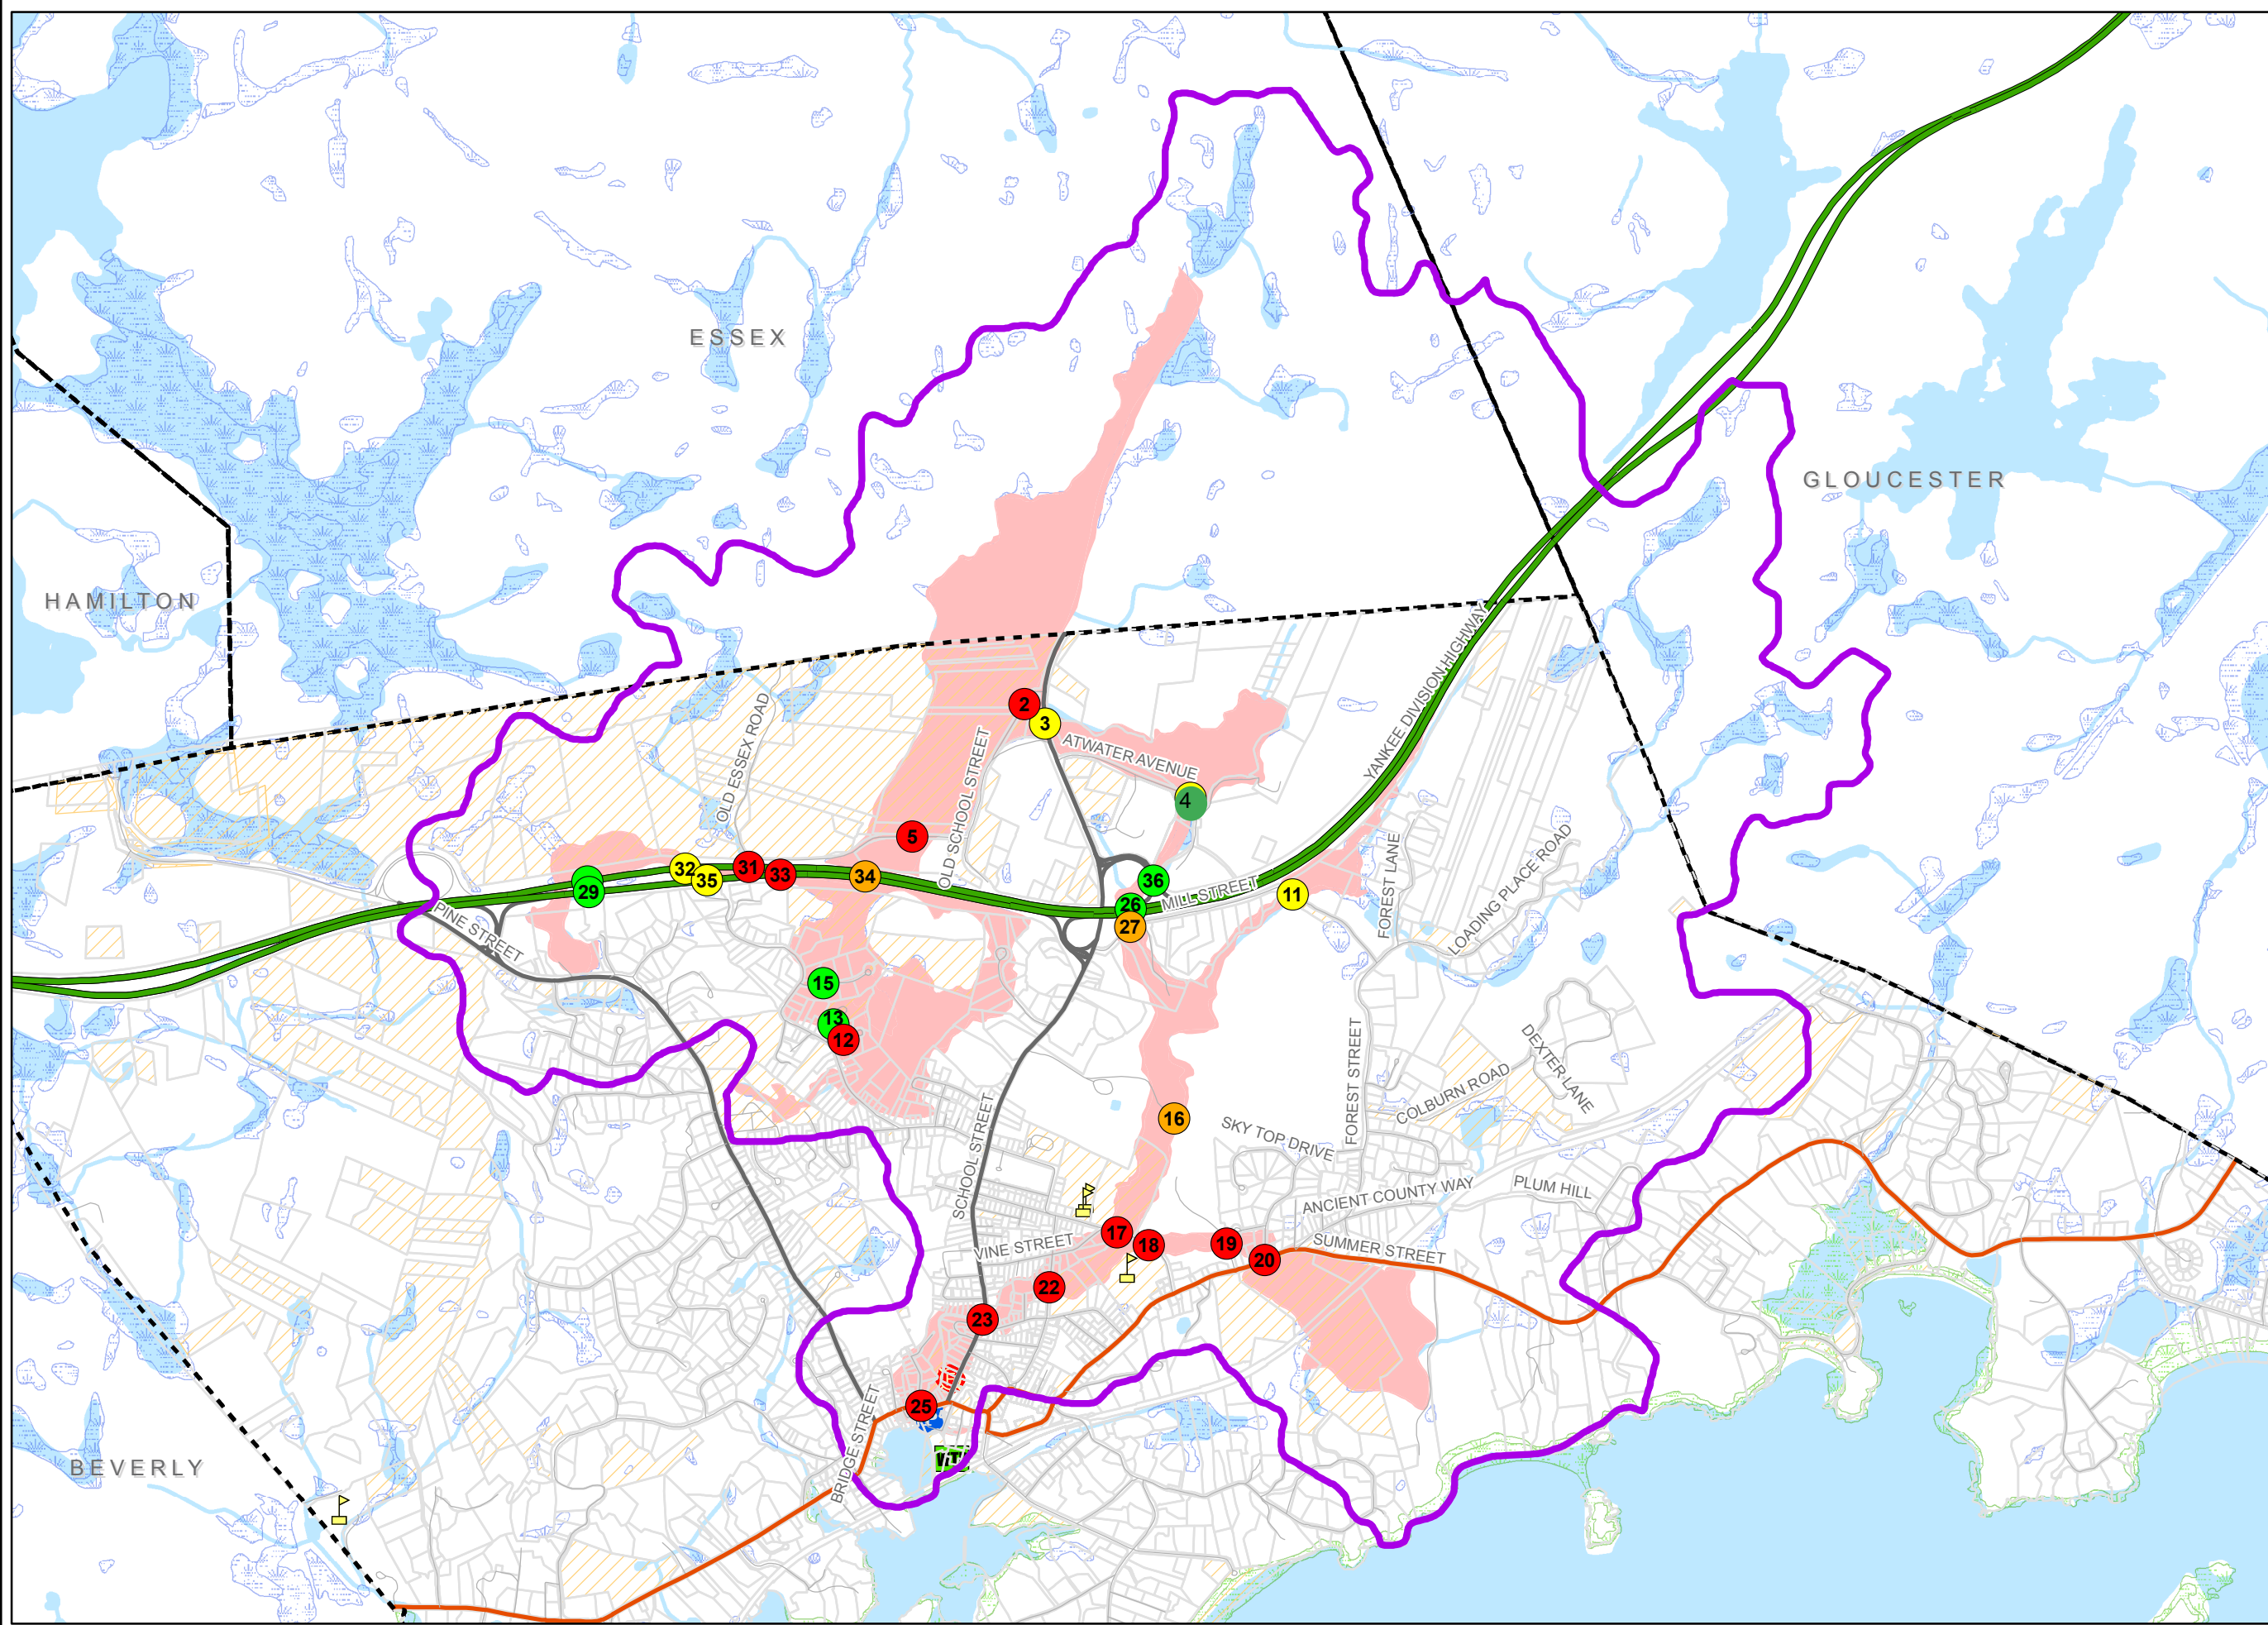 ESSEX
GLOUCESTER
HAMILTON
YANKEE DIVISION HIGHWAY
OLD ESSEX ROAD
2
3
ATWATER AVENUE
OLD SCHOOL STREET
4
5
32
35
31
33
34
29
36
26
27
MILL STREET
11
FOREST LANE
LOADING PLACE ROAD
PINE STREET
15
13
12
16
SCHOOL STREET
SKY TOP DRIVE
FOREST STREET
COLBURN ROAD
DEXTER LANE
ANCIENT COUNTY WAY
PLUM HILL
VINE STREET
17
18
19
20
SUMMER STREET
22
23
25
BRIDGE STREET
BEVERLY